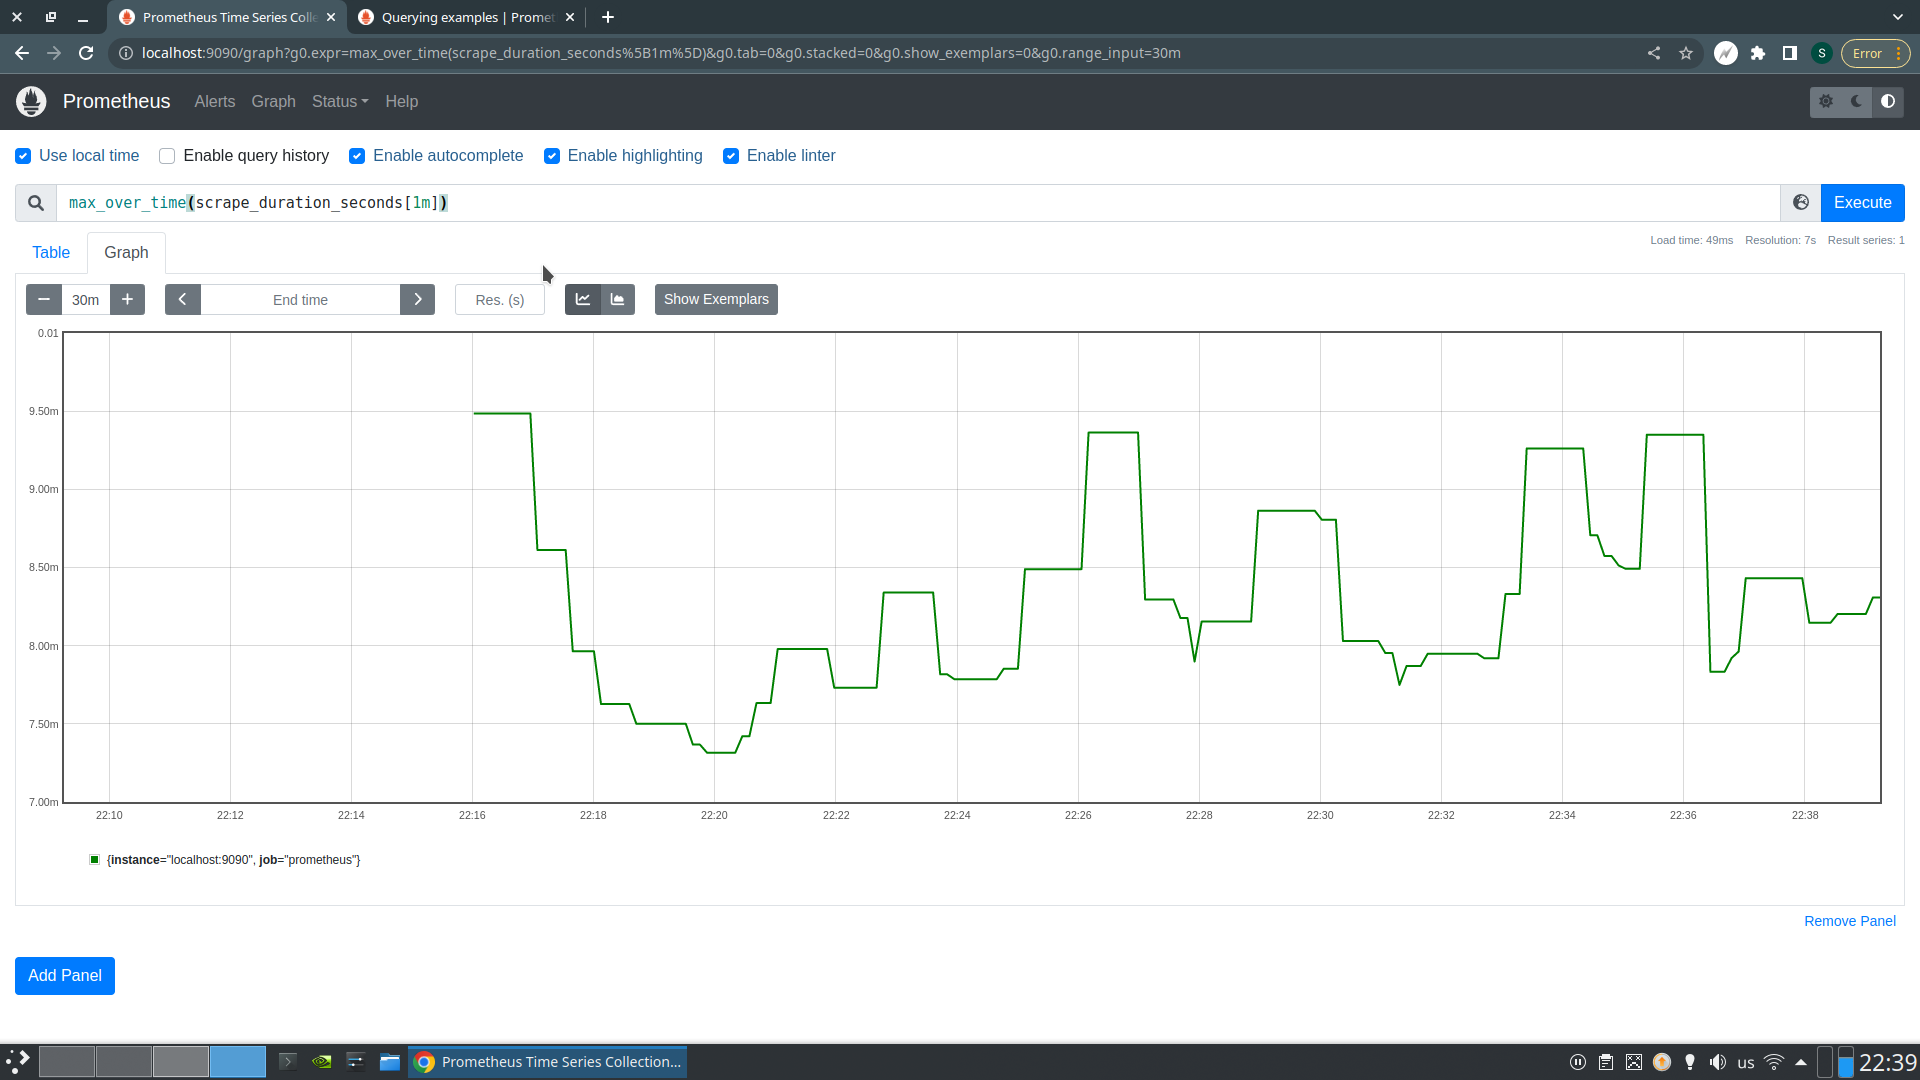 Prometheus Time Series Colle
Querying examples | Promet
localhost:9090/graph?g0.expr=max_over_time(scrape_duration_seconds%5B1m%5D)&g0.tab=0&g0.stacked=0&g0.show_exemplars=0&g0.range_input=30m
S
Error
Prometheus Alerts Graph Status Help
Use local time Enable query history Enable autocomplete Enable highlighting Enable linter
max_over_time(scrape_duration_seconds[1m])
Execute
Table Graph
Load time: 49ms Resolution: 7s Result series: 1
30m End time Res. (s) Show Exemplars
0.01
9.50m
9.00m
8.50m
8.00m
7.50m
7.00m
22:10 22:12 22:14 22:16 22:18 22:20 22:22 22:24 22:26 22:28 22:30 22:32 22:34 22:36 22:38
{instance="localhost:9090", job="prometheus"}
Remove Panel
Add Panel
Prometheus Time Series Collection...
us
22:39